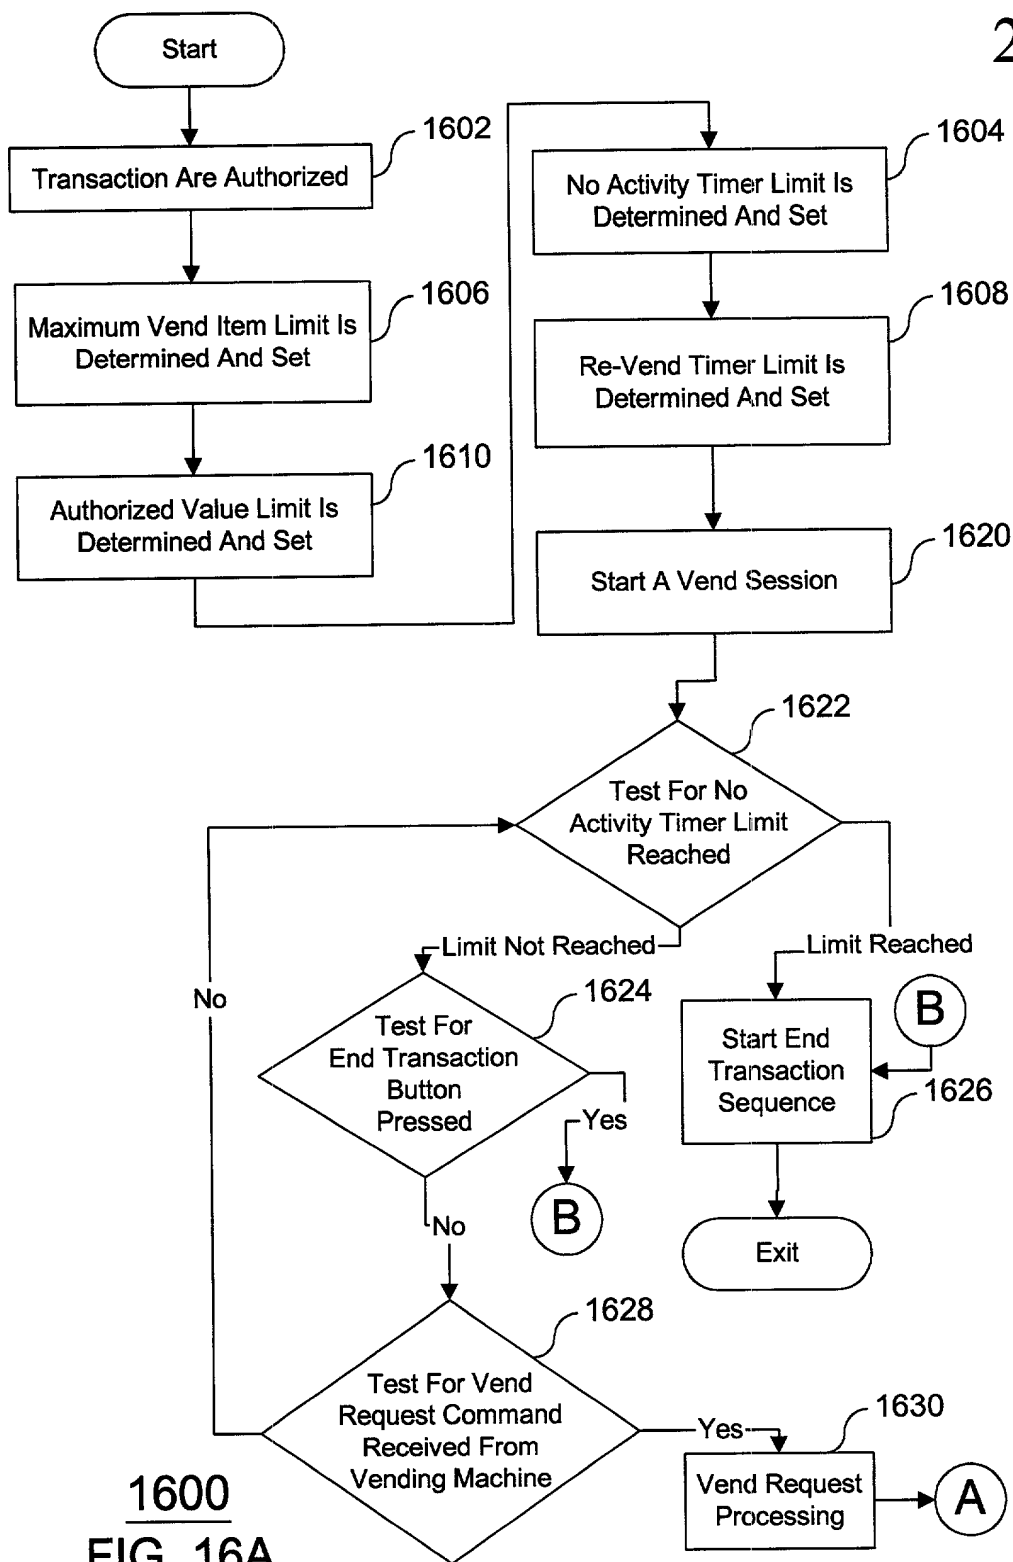 2
Start
1602
Transaction Are Authorized
1606
Maximum Vend Item Limit Is
Determined And Set
1610
Authorized Value Limit Is
Determined And Set
1604
No Activity Timer Limit Is
Determined And Set
1608
Re-Vend Timer Limit Is
Determined And Set
1620
Start A Vend Session
1622
Test For No
Activity Timer Limit
Reached
Limit Not Reached
Limit Reached
No
1624
Test For
End Transaction
Button
Pressed
Yes
B
No
B
Start End
Transaction
Sequence
1626
Exit
1628
Test For Vend
Request Command
Received From
Vending Machine
Yes
1630
Vend Request
Processing
A
1600
FIG. 16A